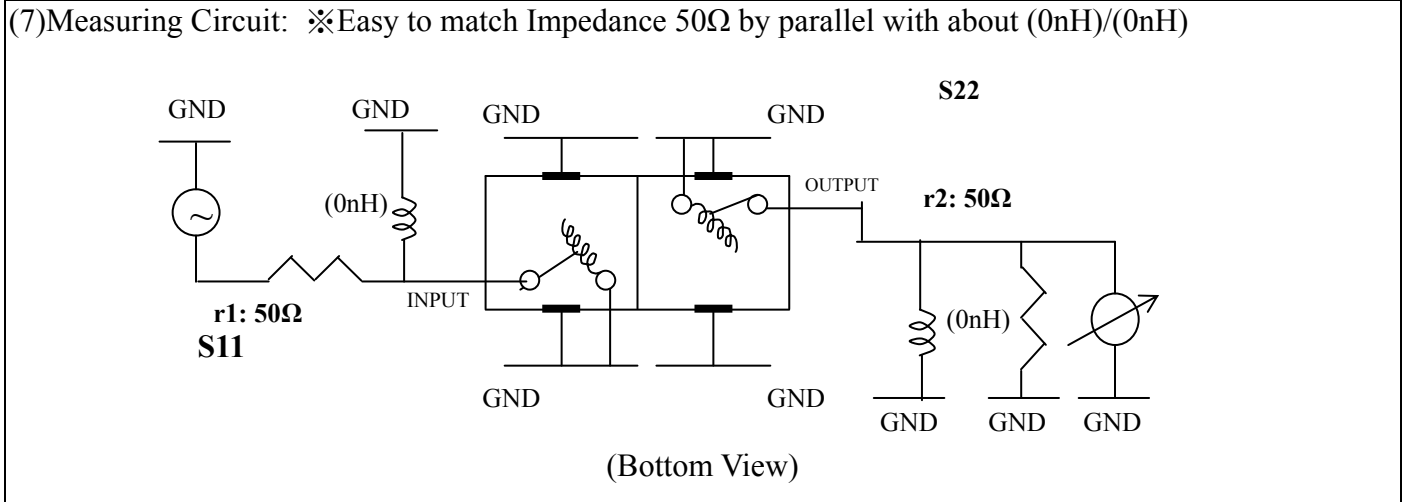 (7)Measuring Circuit: ※Easy to match Impedance 50Ω by parallel with about (0nH)/(0nH)
S22
GND GND GND GND
OUTPUT
(0nH)
r2: 50Ω
INPUT
r1: 50Ω
(0nH)
S11
GND GND
GND GND GND
(Bottom View)